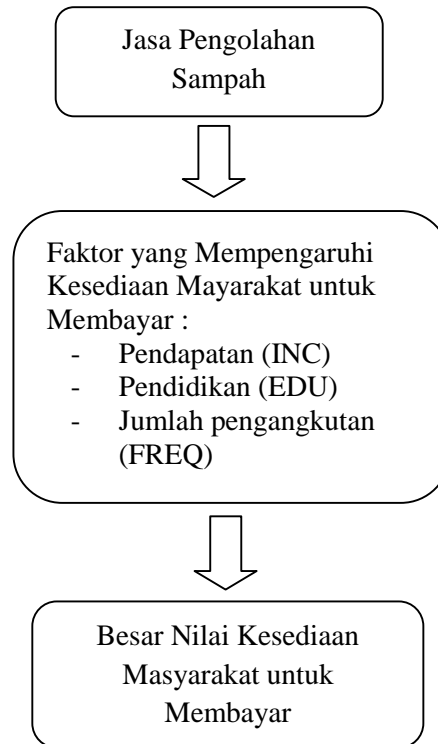 Jasa Pengolahan
Sampah
Faktor yang Mempengaruhi
Kesediaan Mayarakat untuk
Membayar :
- Pendapatan (INC)
- Pendidikan (EDU)
- Jumlah pengangkutan
(FREQ)
Besar Nilai Kesediaan
Masyarakat untuk
Membayar